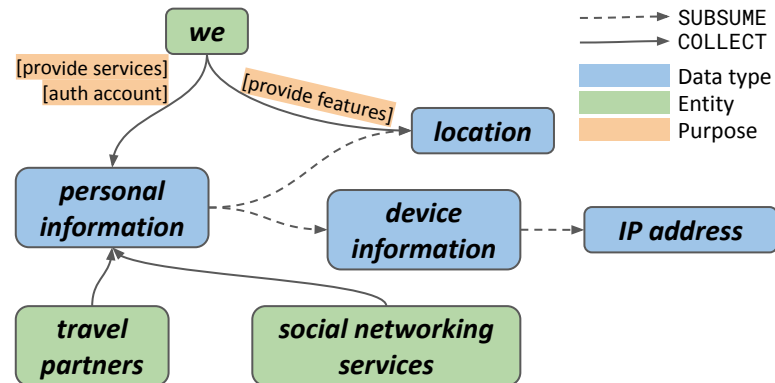 we
[provide services]
[auth account]
[provide features]
location
personal
information
device
information
IP address
travel
partners
social networking
services
SUBSUME
COLLECT
Data type
Entity
Purpose